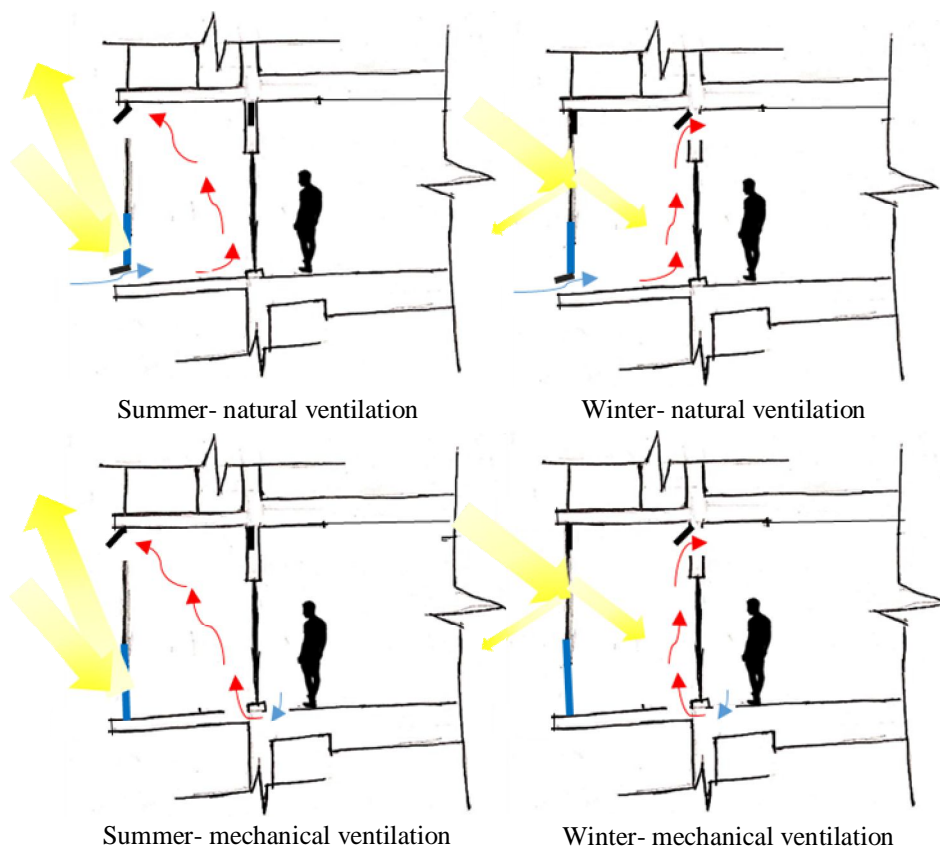 Summer- natural ventilation
Winter- natural ventilation
Summer- mechanical ventilation
Winter- mechanical ventilation